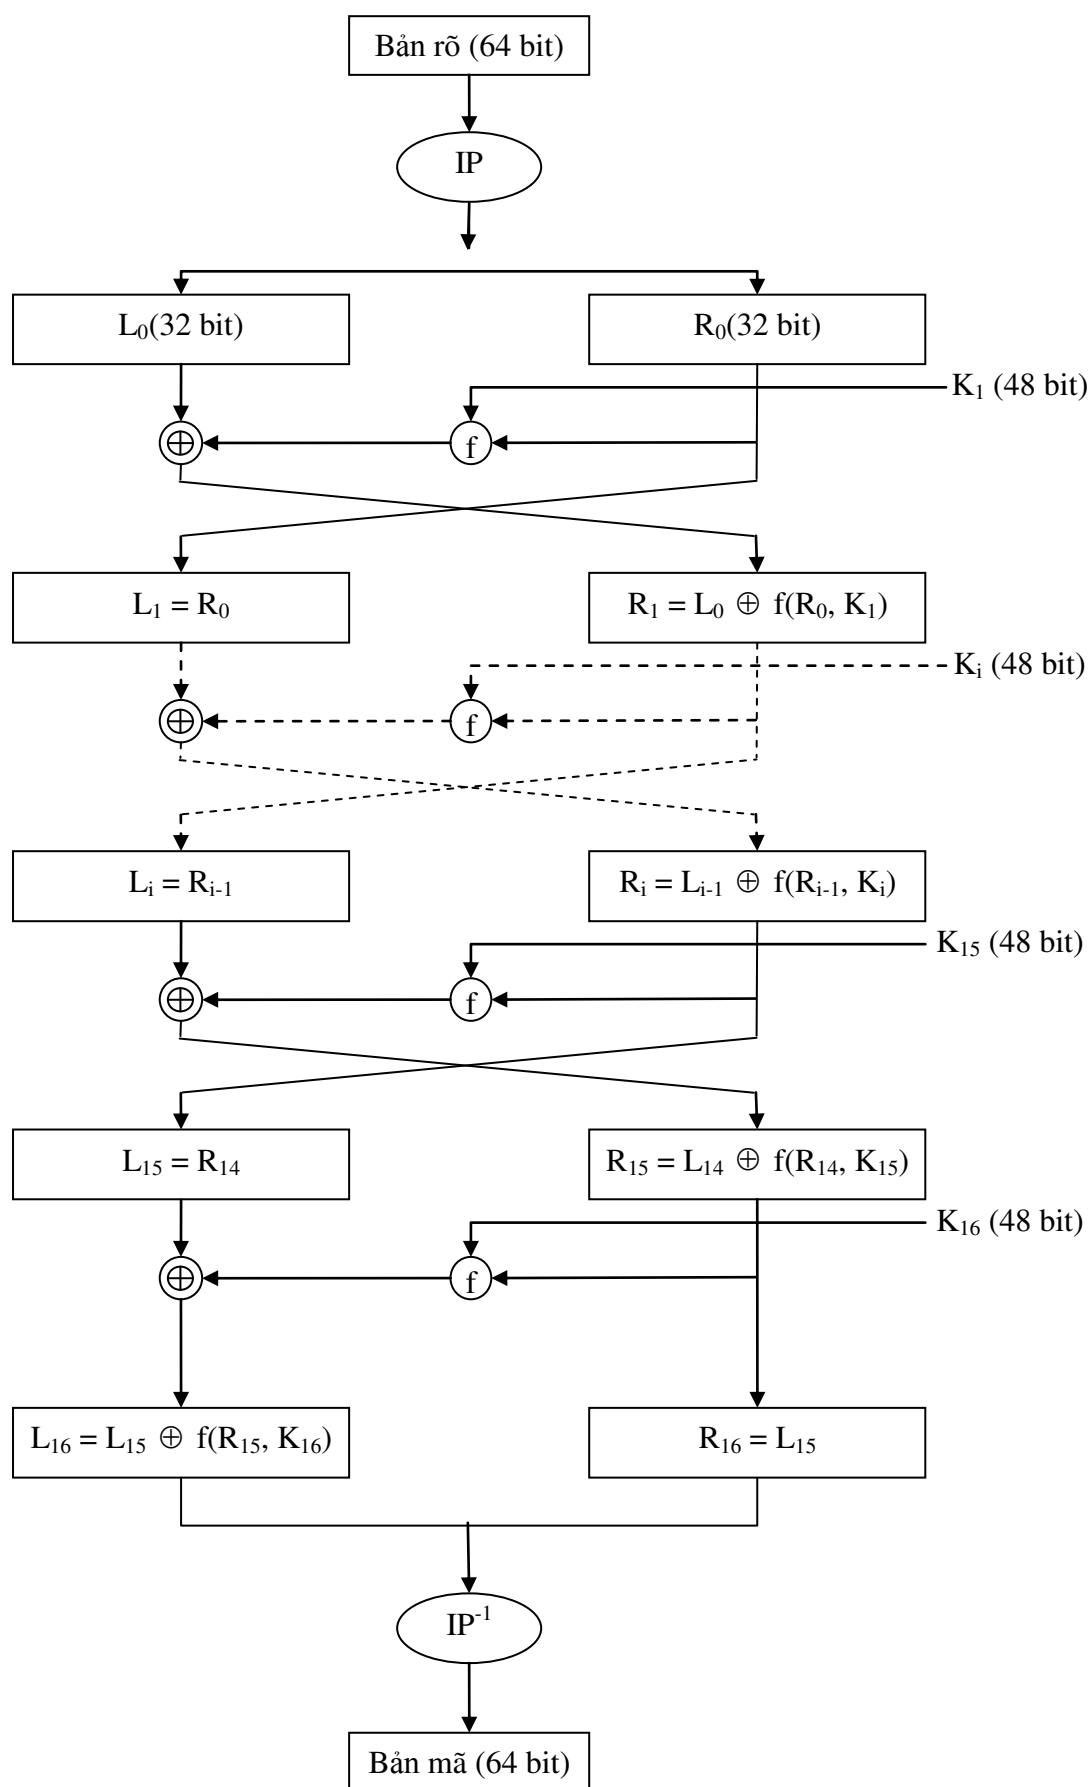 Bản rõ (64 bit)
IP
L₀(32 bit)
R₀(32 bit)
K₁ (48 bit)
⊕
f
L₁ = R₀
R₁ = L₀ ⊕ f(R₀, K₁)
Kᵢ (48 bit)
⊕
f
Lᵢ = Rᵢ₋₁
Rᵢ = Lᵢ₋₁ ⊕ f(Rᵢ₋₁, Kᵢ)
K₁₅ (48 bit)
⊕
f
L₁₅ = R₁₄
R₁₅ = L₁₄ ⊕ f(R₁₄, K₁₅)
K₁₆ (48 bit)
⊕
f
L₁₆ = L₁₅ ⊕ f(R₁₅, K₁₆)
R₁₆ = L₁₅
IP⁻¹
Bản mã (64 bit)